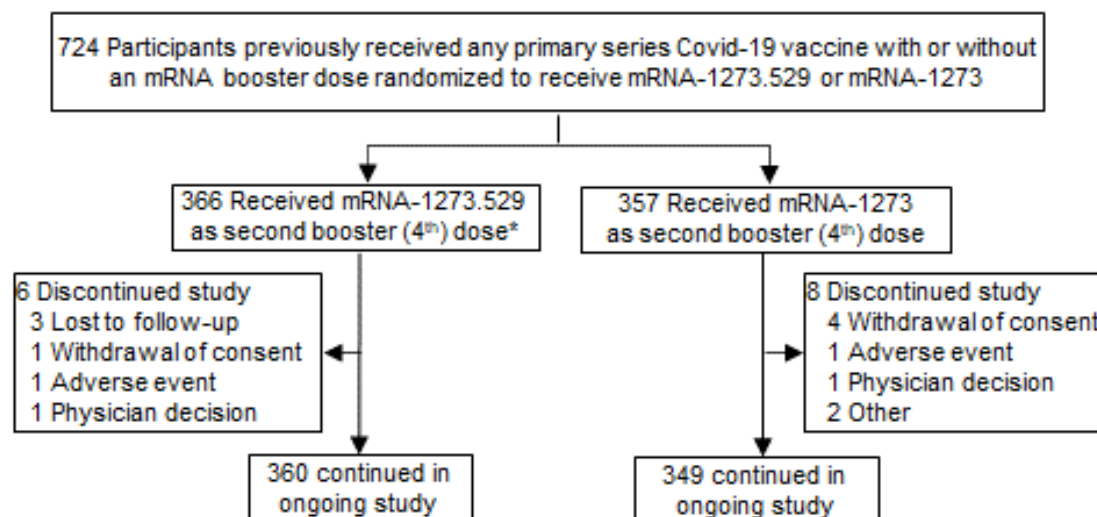 724 Participants previously received any primary series Covid-19 vaccine with or without
an mRNA booster dose randomized to receive mRNA-1273.529 or mRNA-1273
366 Received mRNA-1273.529
as second booster (4th) dose*
357 Received mRNA-1273
as second booster (4th) dose
6 Discontinued study
3 Lost to follow-up
1 Withdrawal of consent
1 Adverse event
1 Physician decision
8 Discontinued study
4 Withdrawal of consent
1 Adverse event
1 Physician decision
2 Other
360 continued in
ongoing study
349 continued in
ongoing study